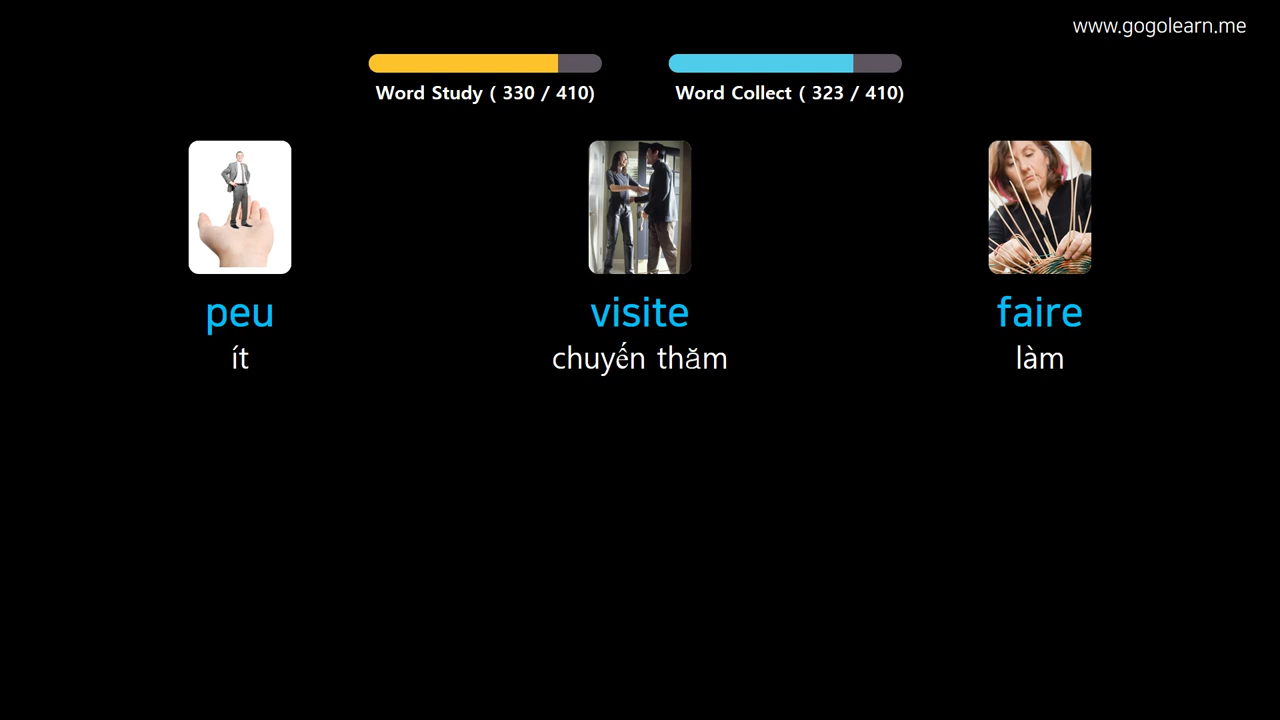 www.gogolearn.me
Word Study ( 330 / 410)
Word Collect ( 323 / 410)
peu
visite
faire
ít
chuyến thăm
làm